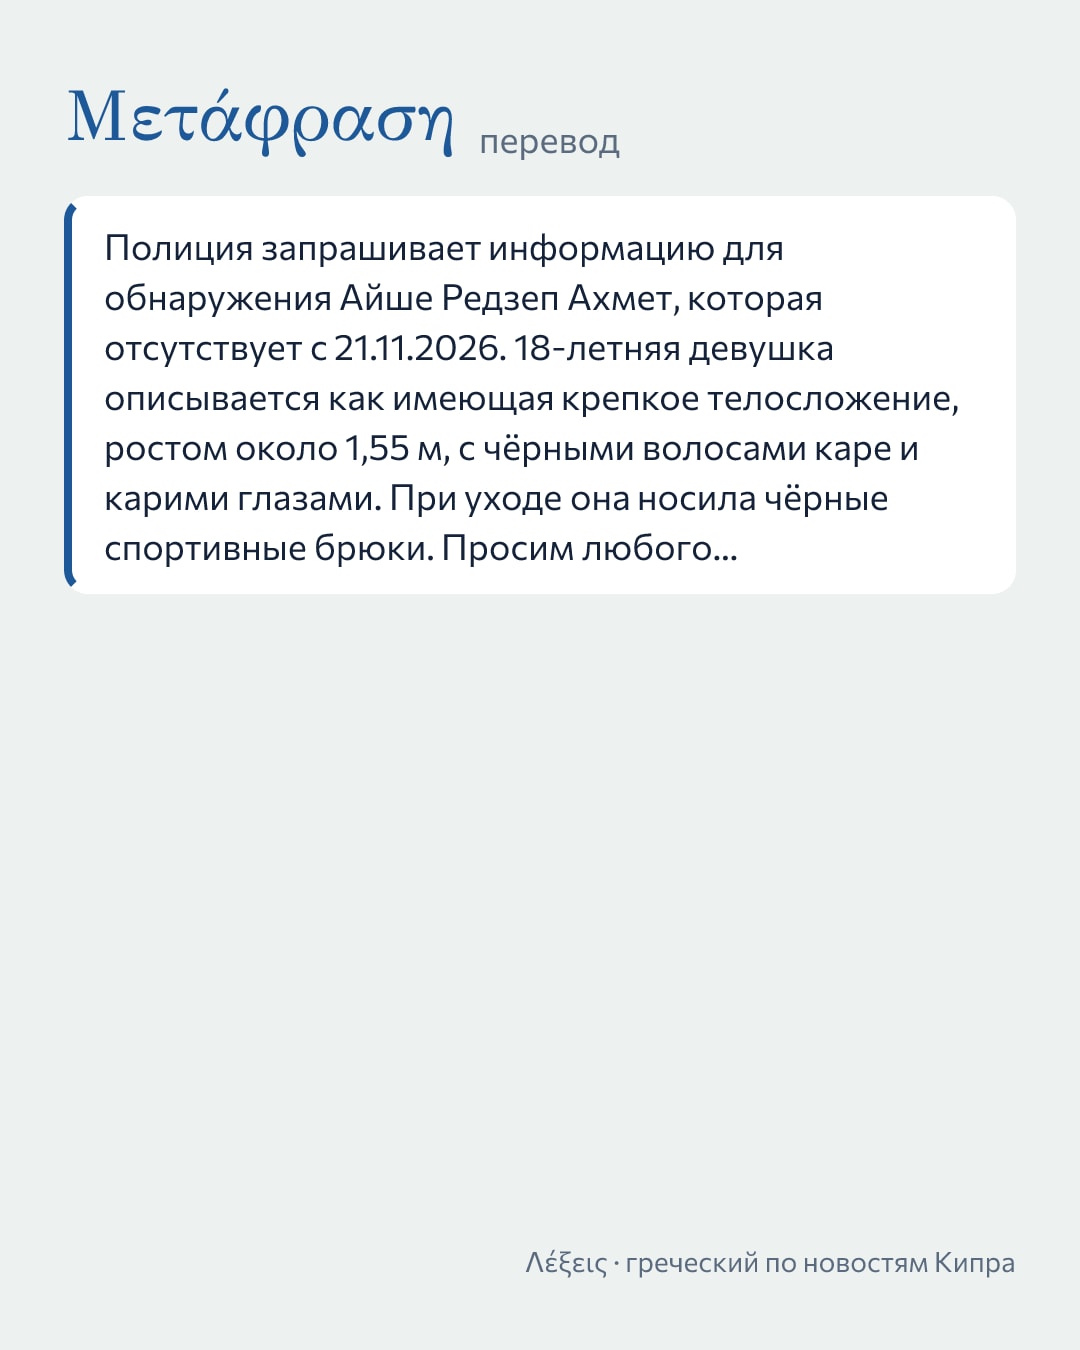 Μετάφραση перевод
Полиция запрашивает информацию для
обнаружения Айше Редзеп Ахмет, которая
отсутствует с 21.11.2026. 18-летняя девушка
описывается как имеющая крепкое телосложение,
ростом около 1,55 м, с чёрными волосами каре и
карими глазами. При уходе она носила чёрные
спортивные брюки. Просим любого...
Λέξεις · греческий по новостям Кипра